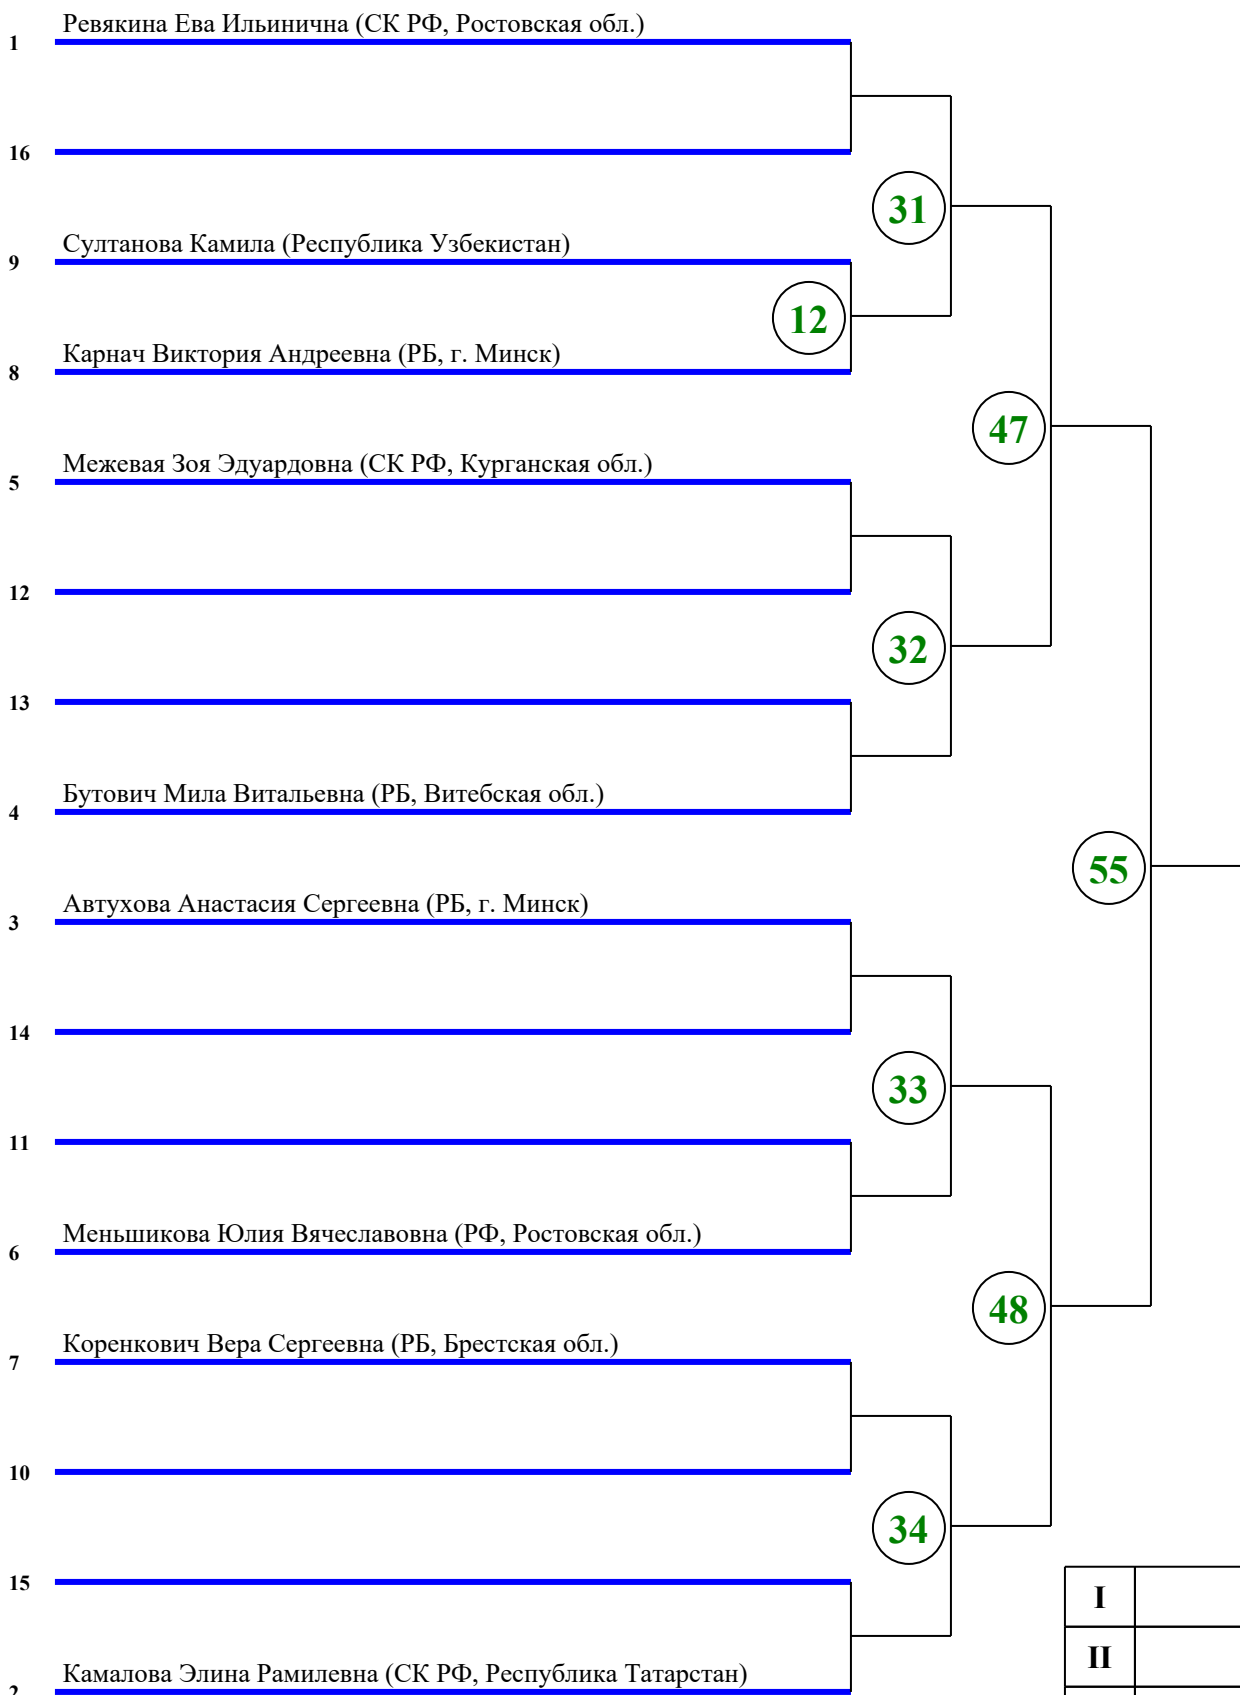 Ревякина Ева Ильинична (СК РФ, Ростовская обл.)
1
16
31
Султанова Камила (Республика Узбекистан)
9
12
Карнач Виктория Андреевна (РБ, г. Минск)
8
47
Межевая Зоя Эдуардовна (СК РФ, Курганская обл.)
5
12
32
13
Бутович Мила Витальевна (РБ, Витебская обл.)
4
55
Автухова Анастасия Сергеевна (РБ, г. Минск)
3
14
33
11
Меньшикова Юлия Вячеславовна (РФ, Ростовская обл.)
6
48
Коренкович Вера Сергеевна (РБ, Брестская обл.)
7
10
34
15
I
II
Камалова Элина Рамилевна (СК РФ, Республика Татарстан)
2